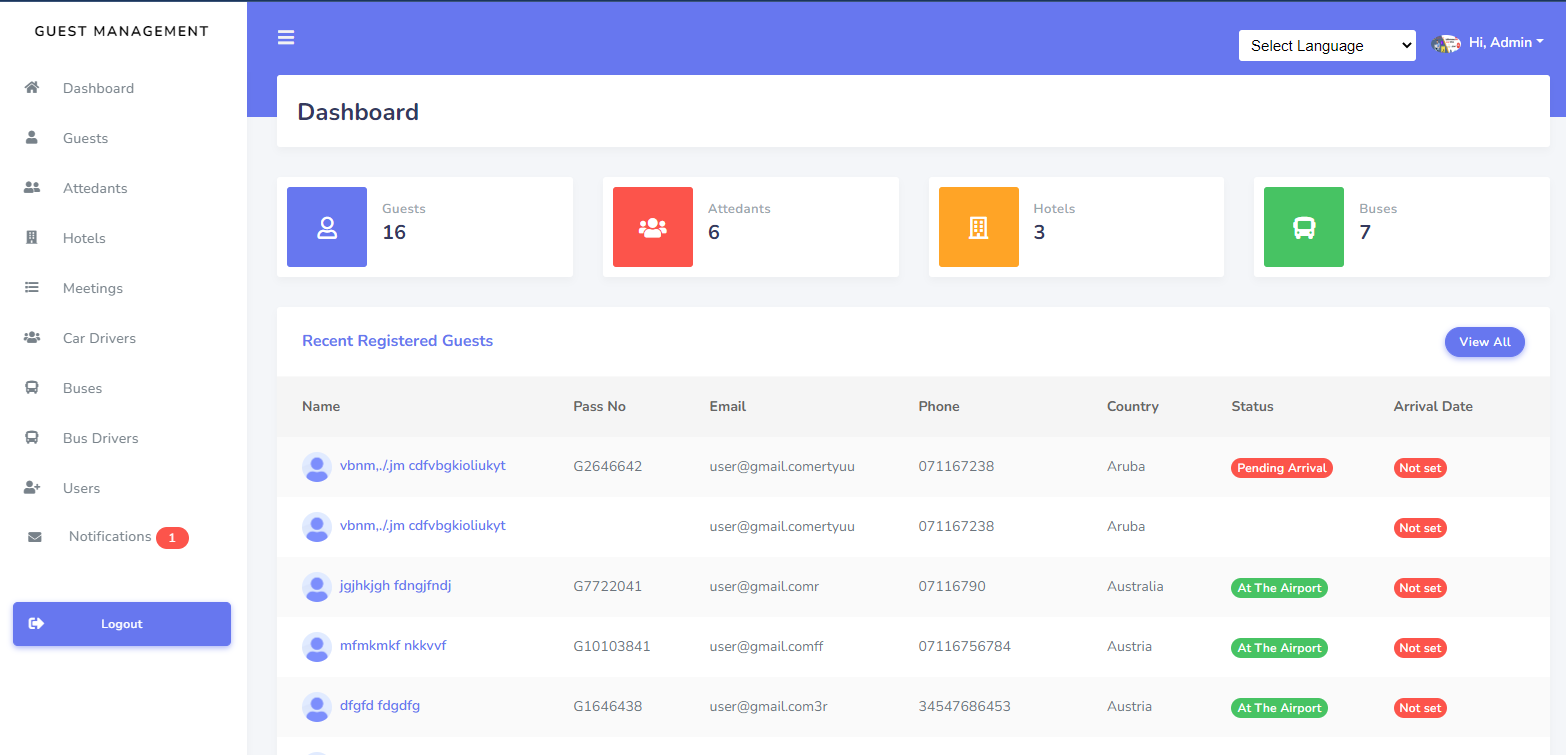 GUEST MANAGEMENT
Dashboard
Guests
Attedants
Hotels
Meetings
Car Drivers
Buses
Bus Drivers
Users
Notifications 1
Logout
Select Language
Hi, Admin
Dashboard
Guests
16
Attedants
6
Hotels
3
Buses
7
Recent Registered Guests
View All
Name Pass No Email Phone Country Status Arrival Date
vbnm,./.jm cdfvbgkioliukyt G2646642 user@gmail.comertyuu 071167238 Aruba Pending Arrival Not set
vbnm,./.jm cdfvbgkioliukyt user@gmail.comertyuu 071167238 Aruba Not set
jgjhkjgh fdngjfndj G7722041 user@gmail.comr 07116790 Australia At The Airport Not set
mfmkmkf nkkvvf G10103841 user@gmail.comff 07116756784 Austria At The Airport Not set
dfgfd fdgdfg G1646438 user@gmail.com3r 34547686453 Austria At The Airport Not set